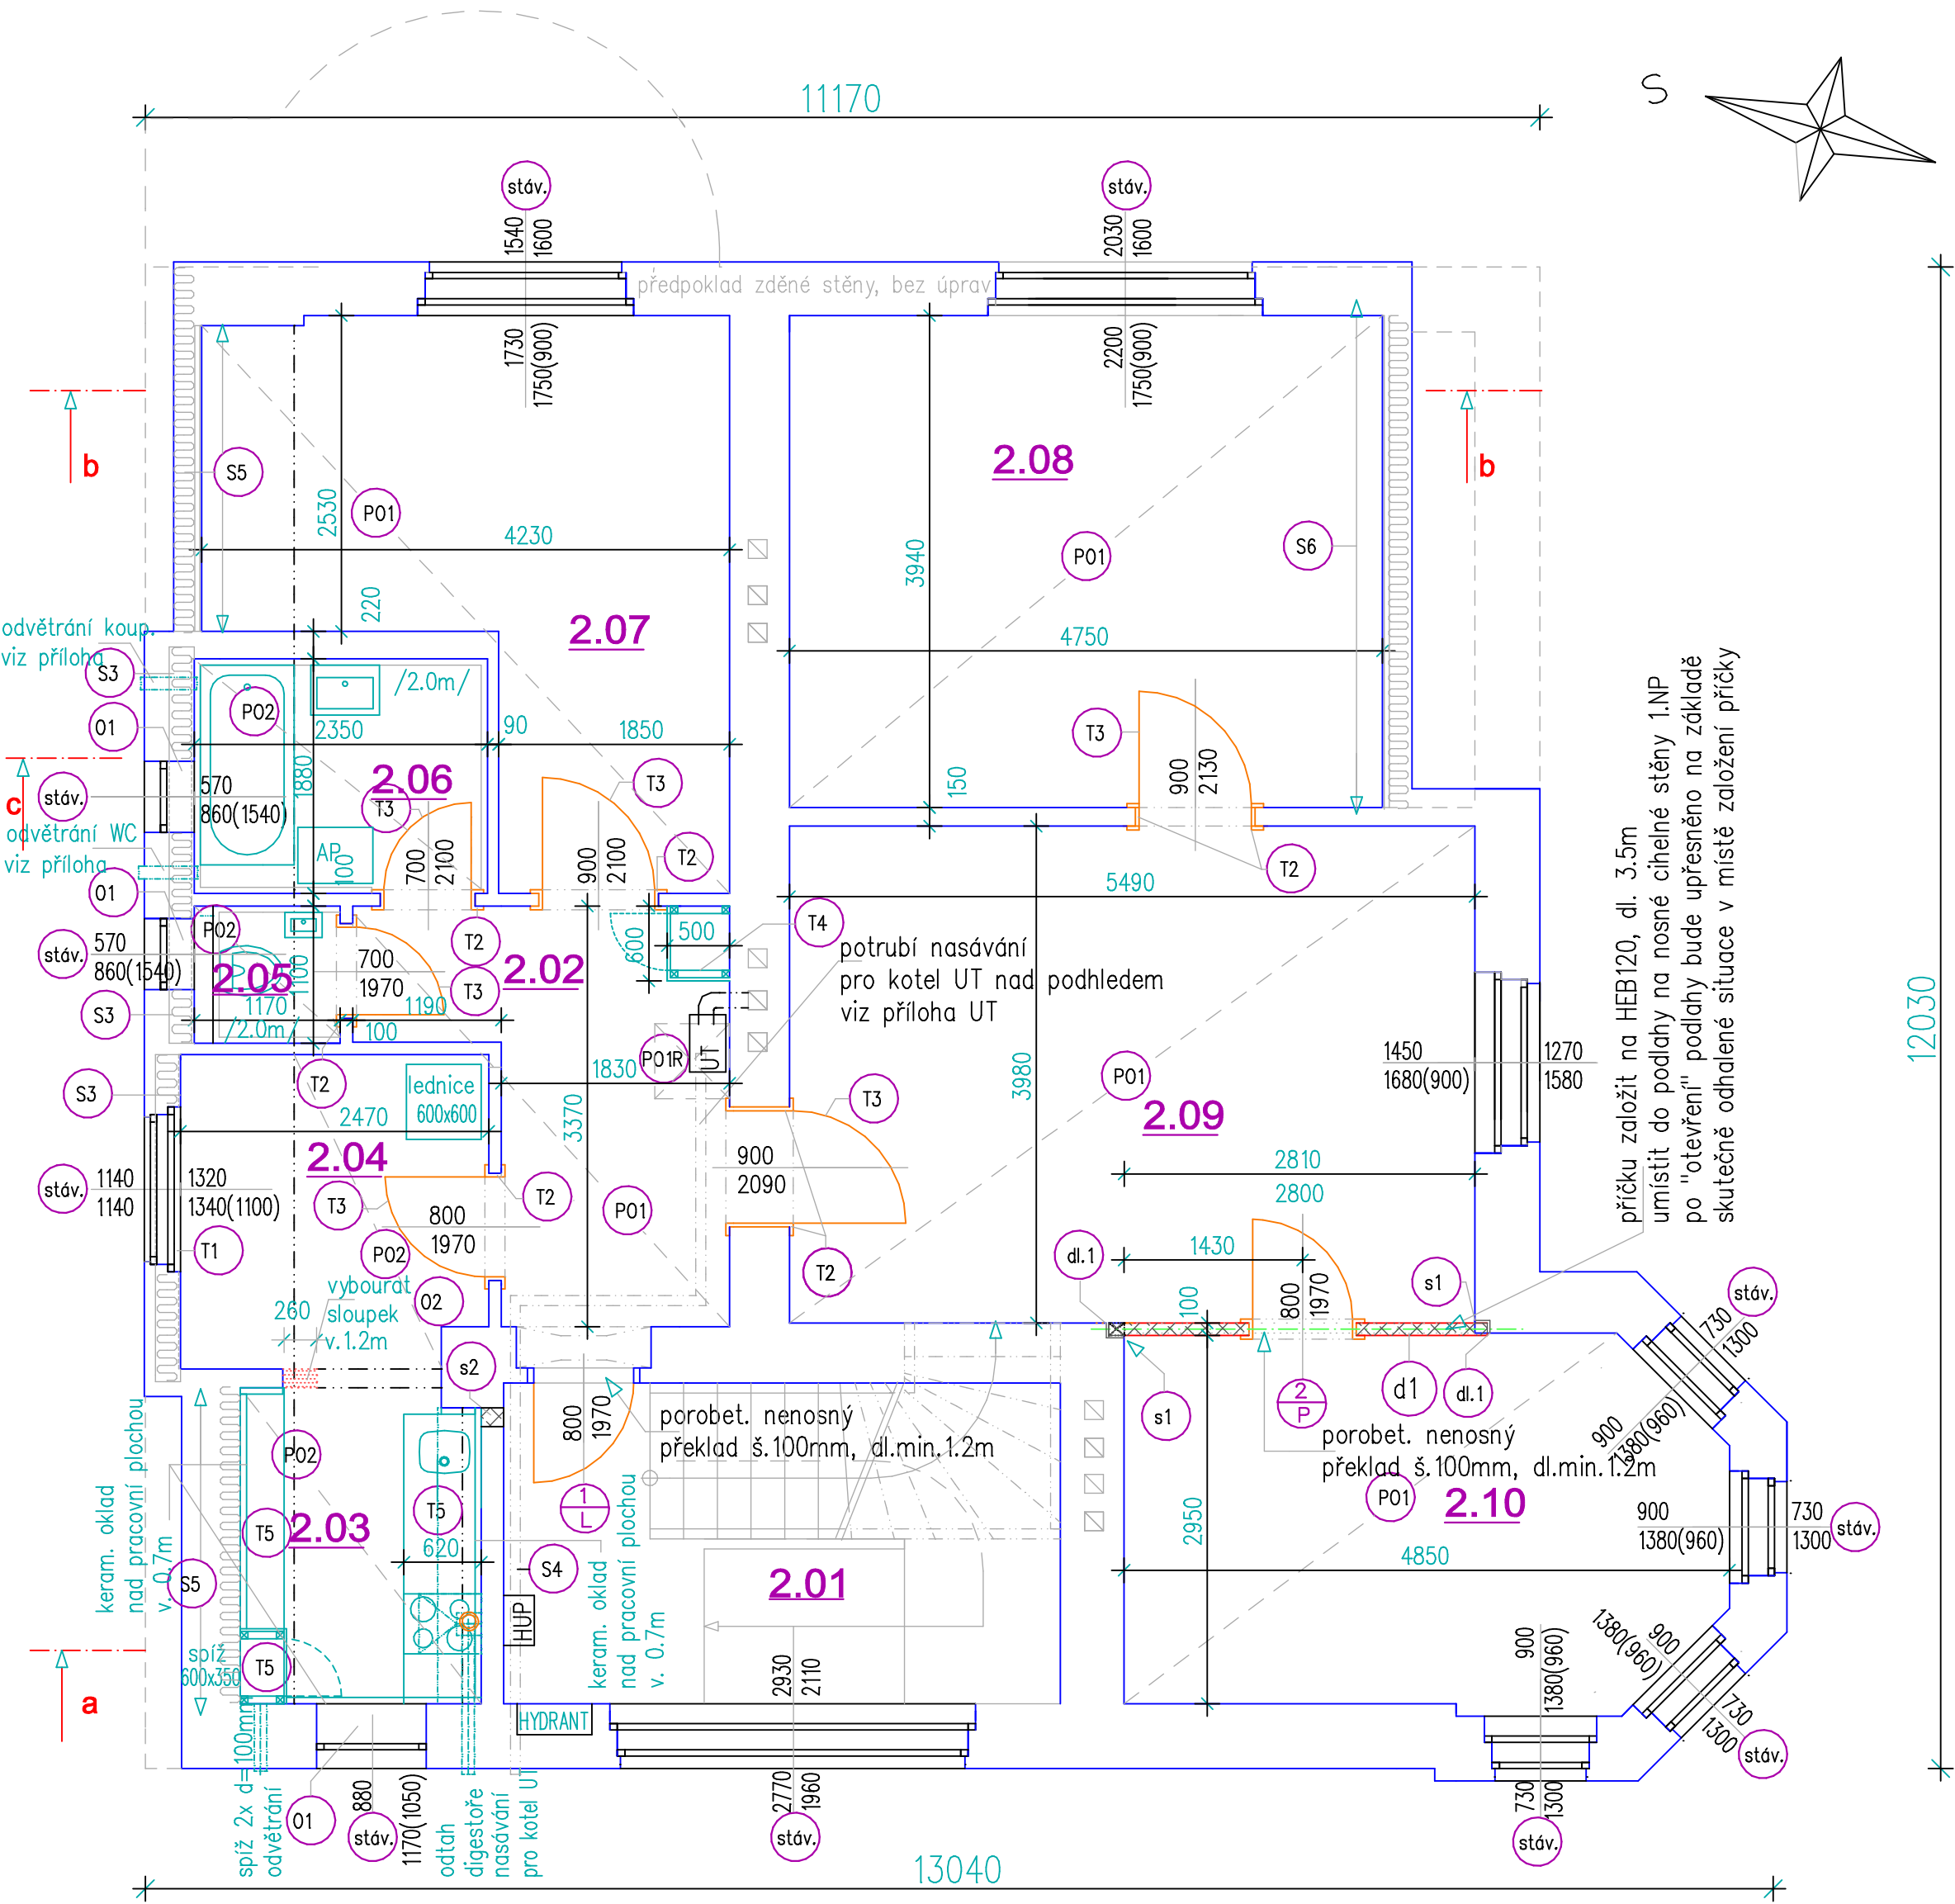 11170
S
stáv.
stáv.
1540
1600
2030
1600
předpoklad zděné stěny, bez úprav
1730
1750(900)
2200
1750(900)
b
b
2.08
S5
P01
2530
4230
P01
S6
3940
220
4750
2.07
odvětrání koup.
viz příloha
S3
/2.0m/
P02
O1
2350
90
1850
T3
150
900
2130
2.06
1880
T3
T3
c
stáv.
570
860(1540)
odvětrání WC
viz příloha
AP
100
700
2100
900
2100
T2
T2
O1
5490
P02
500
600
T4
T2
stáv.
570
860(1540)
2.05
100
700
1970
T3
2.02
potrubí nasávání
pro kotel UT nad podhledem
viz příloha UT
S3
1170
1190
/2.0m/
100
P01R
UT
1830
3980
P01
1450
1680(900)
1270
1580
12030
S3
T2
lednice
600x600
T3
2470
3370
2.09
2.04
900
2090
2810
2800
stáv.
1140
1140
1320
1340(1100)
T3
T2
P01
800
1970
T1
P02
T2
dl.1
1430
800
1970
s1
příčku založit na HEB120, dl. 3.5m
umístit do podlahy na nosné cihelné stěny 1.NP
po "otevření" podlahy bude upřesněno na základě
skutečně odhalené situace v místě založení příčky
vybourat
sloupek
v.1.2m
O2
260
100
stáv.
730
1300
s2
d1
dl.1
2
P
s1
900
1380(960)
800
1970
porobet. nenosný
překlad š.100mm, dl.min.1.2m
porobet. nenosný
překlad š.100mm, dl.min.1.2m
P02
keram. oklad
nad pracovní plochou
v. 0.7m
T5
T5
2.03
1
L
P01
2.10
2950
900
1380(960)
730
1300
stáv.
620
4850
S5
S4
HUP
keram. oklad
nad pracovní plochou
v. 0.7m
2.01
spíž
600x350
T5
2930
2110
900
1380(960)
900
1380(960)
730
1300
stáv.
a
HYDRANT
spíž 2x d=100mm
odvětrání
O1
880
1170(1050)
stáv.
odtah
digestoře
nasávání
pro kotel UT
2770
1960
stáv.
730
1300
stáv.
13040